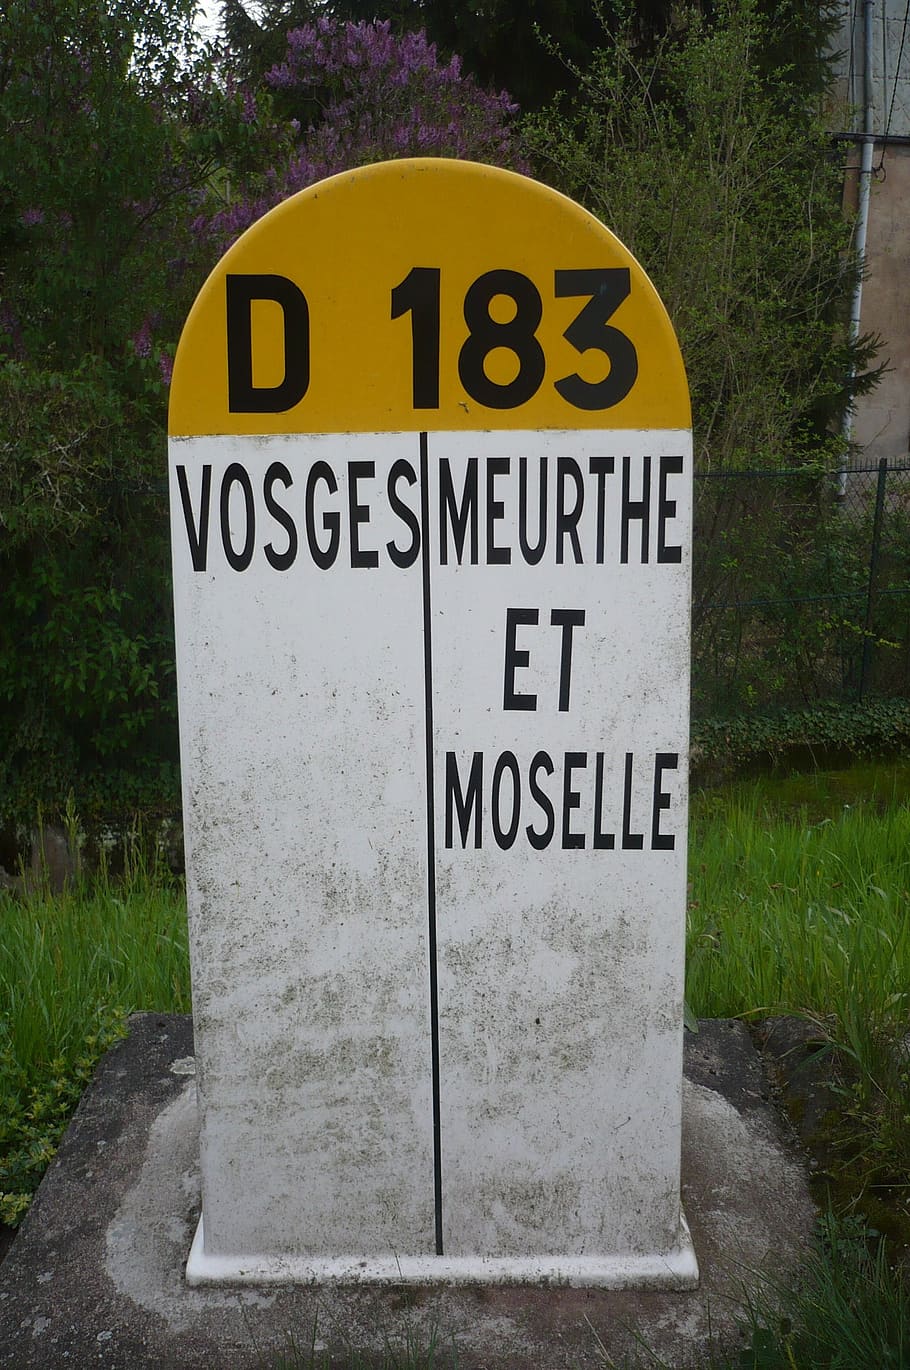 D 183
VOSGES
MEURTHE
ET
MOSELLE